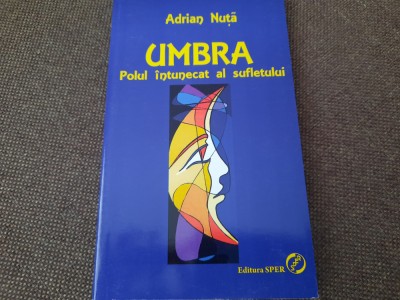 Adrian Nuță
UMBRA
Polul întunecat al sufletului
Editura SPER